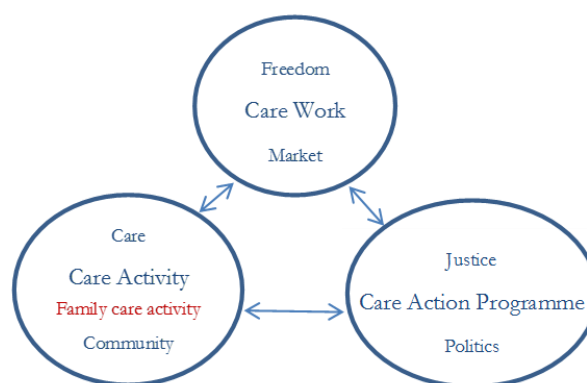 Freedom
Care Work
Market
Care
Care Activity
Family care activity
Community
Justice
Care Action Programme
Politics